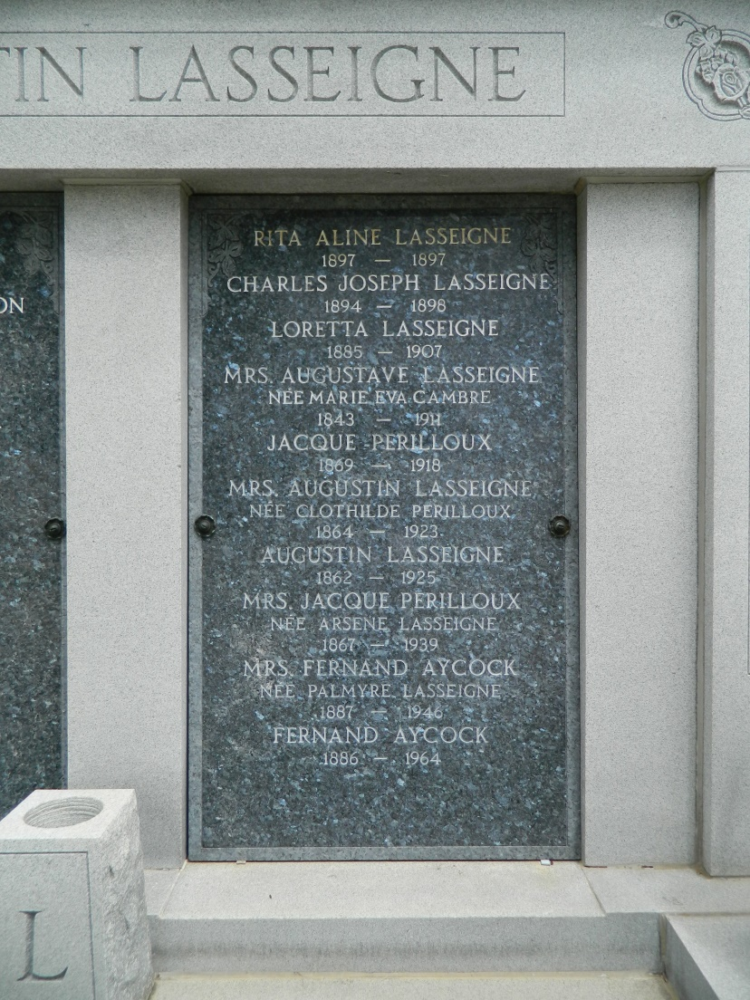 TIN LASSEIGNE
ON
RITA ALINE LASSEIGNE
1897 — 1897
CHARLES JOSEPH LASSEIGNE
1894 — 1898
LORETTA LASSEIGNE
1885 — 1907
MRS. AUGUSTAVE LASSEIGNE
NÉE MARIE EVA CAMBRE
1843 — 1911
JACQUE PERILLOUX
1869 — 1918
MRS. AUGUSTIN LASSEIGNE
NÉE CLOTHILDE PERILLOUX
1864 — 1923
AUGUSTIN LASSEIGNE
1862 — 1925
MRS. JACQUE PERILLOUX
NÉE ARSENE LASSEIGNE
1867 — 1939
MRS. FERNAND AYCOCK
NÉE PALMYRE LASSEIGNE
1887 — 1946
FERNAND AYCOCK
1886 — 1964
L